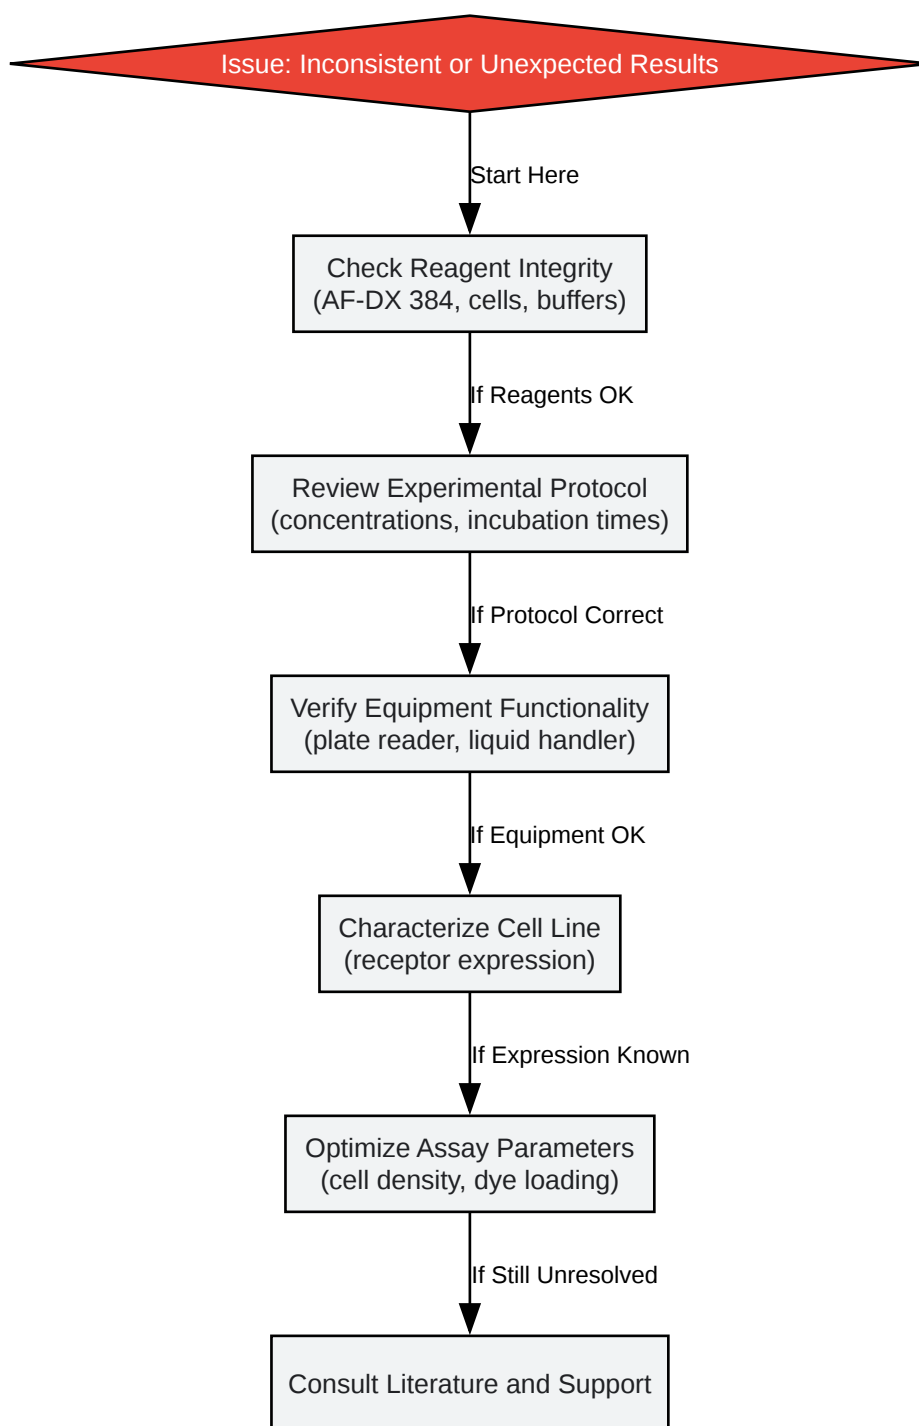 Issue: Inconsistent or Unexpected Results
Start Here
Check Reagent Integrity
(AF-DX 384, cells, buffers)
If Reagents OK
Review Experimental Protocol
(concentrations, incubation times)
If Protocol Correct
Verify Equipment Functionality
(plate reader, liquid handler)
If Equipment OK
Characterize Cell Line
(receptor expression)
If Expression Known
Optimize Assay Parameters
(cell density, dye loading)
If Still Unresolved
Consult Literature and Support